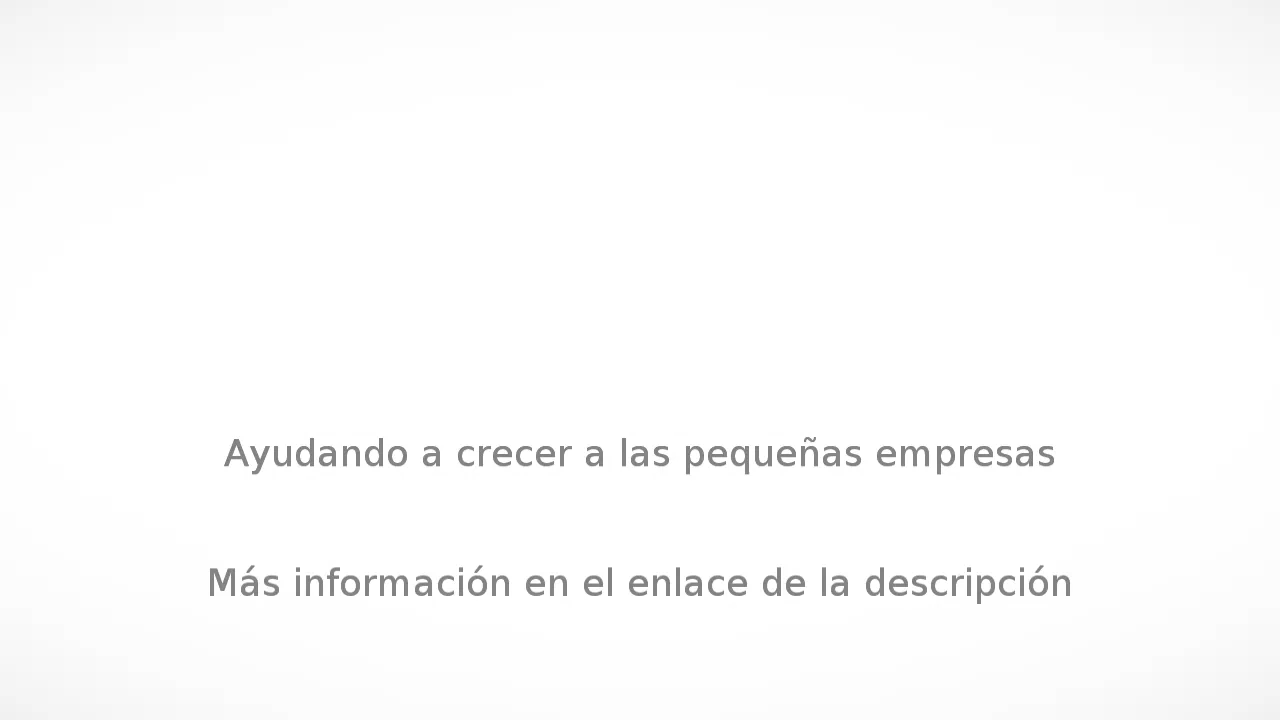 Ayudando a crecer a las pequeñas empresas
Más información en el enlace de la descripción